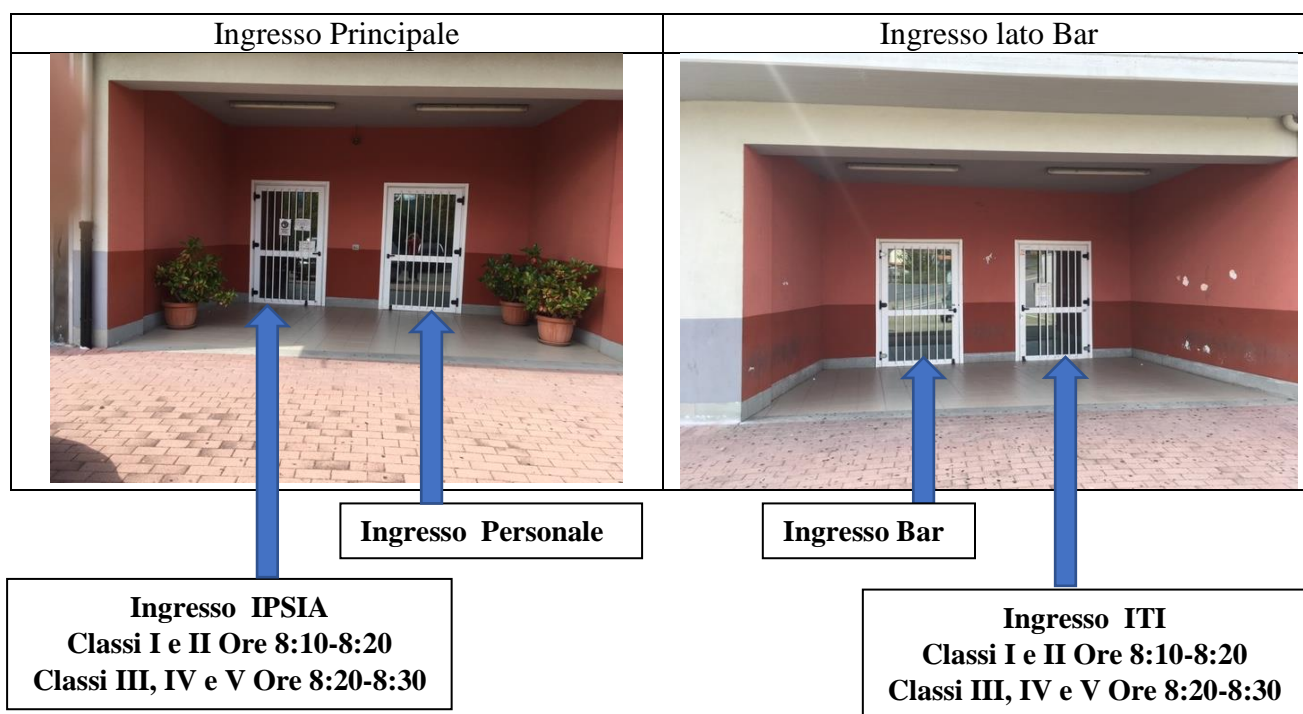 Ingresso Principale
Ingresso lato Bar
Ingresso Personale
Ingresso Bar
Ingresso IPSIA
Classi I e II Ore 8:10-8:20
Classi III, IV e V Ore 8:20-8:30
Ingresso ITI
Classi I e II Ore 8:10-8:20
Classi III, IV e V Ore 8:20-8:30